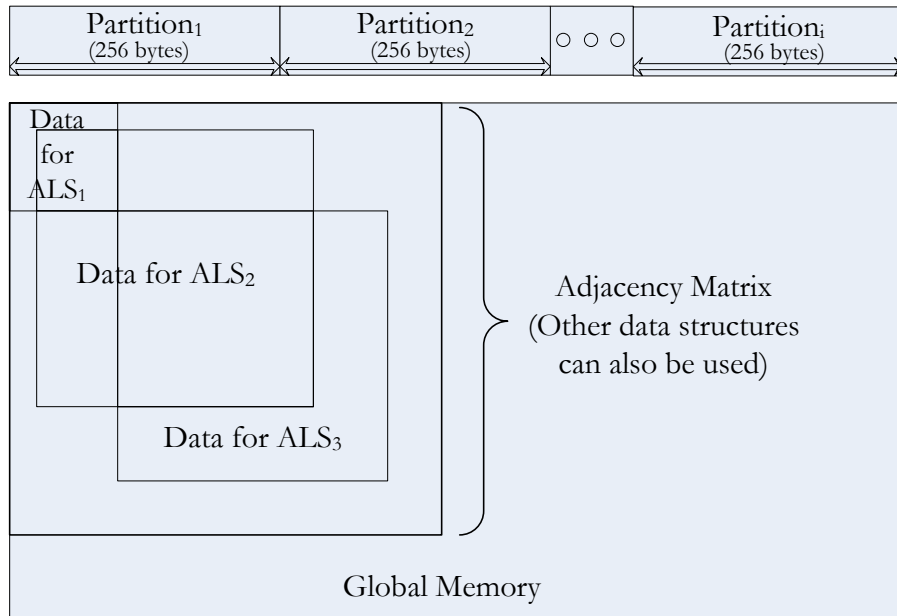 Partition₁
(256 bytes)
Partition₂
(256 bytes)
○ ○ ○
Partitionᵢ
(256 bytes)
Data
for
ALS₁
Data for ALS₂
Data for ALS₃
Adjacency Matrix
(Other data structures
can also be used)
Global Memory